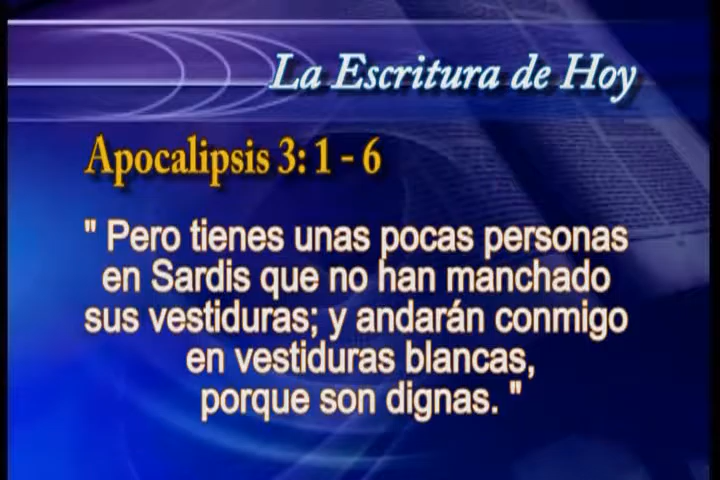 La Escritura de Hoy
Apocalipsis 3: 1 - 6
" Pero tienes unas pocas personas
en Sardis que no han manchado
sus vestiduras; y andarán conmigo
en vestiduras blancas,
porque son dignas. "